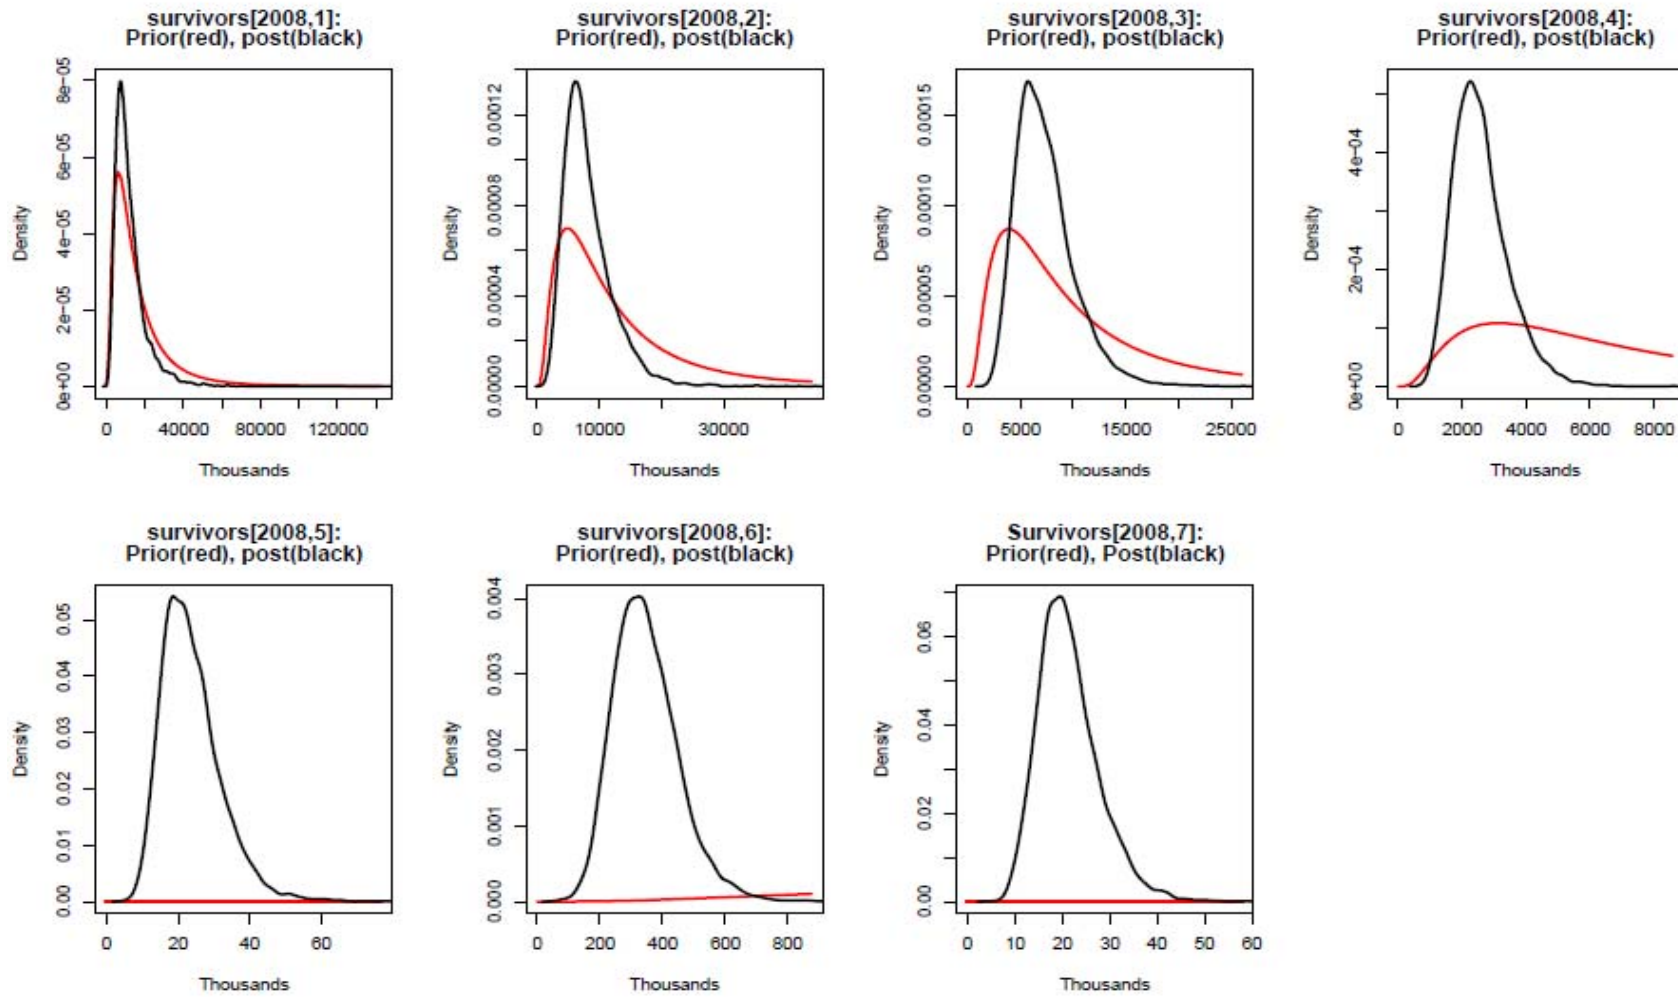 survivors[2008,1]:
Prior(red), post(black)
survivors[2008,2]:
Prior(red), post(black)
survivors[2008,3]:
Prior(red), post(black)
survivors[2008,4]:
Prior(red), post(black)
Density
0e+00 2e-05 4e-05 6e-05 8e-05
0 40000 80000 120000
Thousands
Density
0.00000 0.00004 0.00008 0.00012
0 10000 30000
Thousands
Density
0.00000 0.00005 0.00010 0.00015
0 5000 15000 25000
Thousands
Density
0e+00 2e-04 4e-04
0 2000 4000 6000 8000
Thousands
survivors[2008,5]:
Prior(red), post(black)
survivors[2008,6]:
Prior(red), post(black)
Survivors[2008,7]:
Prior(red), Post(black)
Density
0.00 0.01 0.02 0.03 0.04 0.05
0 20 40 60
Thousands
Density
0.000 0.001 0.002 0.003 0.004
0 200 400 600 800
Thousands
Density
0.00 0.02 0.04 0.06
0 10 20 30 40 50 60
Thousands